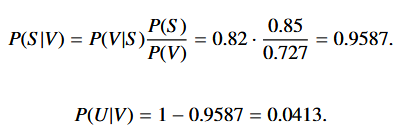 P(S|V) = P(V|S) P(S)/P(V) = 0.82 · 0.85/0.727 = 0.9587.
P(U|V) = 1 − 0.9587 = 0.0413.